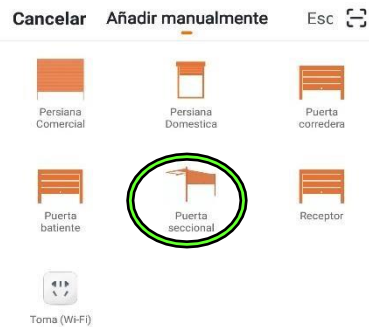 Cancelar Añadir manualmente Esc
Persiana Comercial
Persiana Domestica
Puerta corredera
Puerta batiente
Puerta seccional
Receptor
Toma (Wi-Fi)